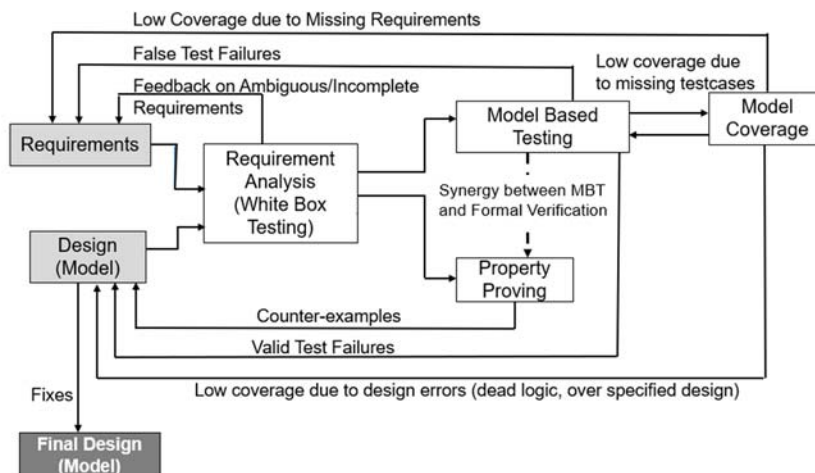 Low Coverage due to Missing Requirements
False Test Failures
Low coverage due
to missing testcases
Feedback on Ambiguous/Incomplete
Requirements
Requirements
Requirement
Analysis
(White Box
Testing)
Model Based
Testing
Model
Coverage
Synergy between MBT
and Formal Verification
Design
(Model)
Property
Proving
Counter-examples
Valid Test Failures
Low coverage due to design errors (dead logic, over specified design)
Fixes
Final Design
(Model)